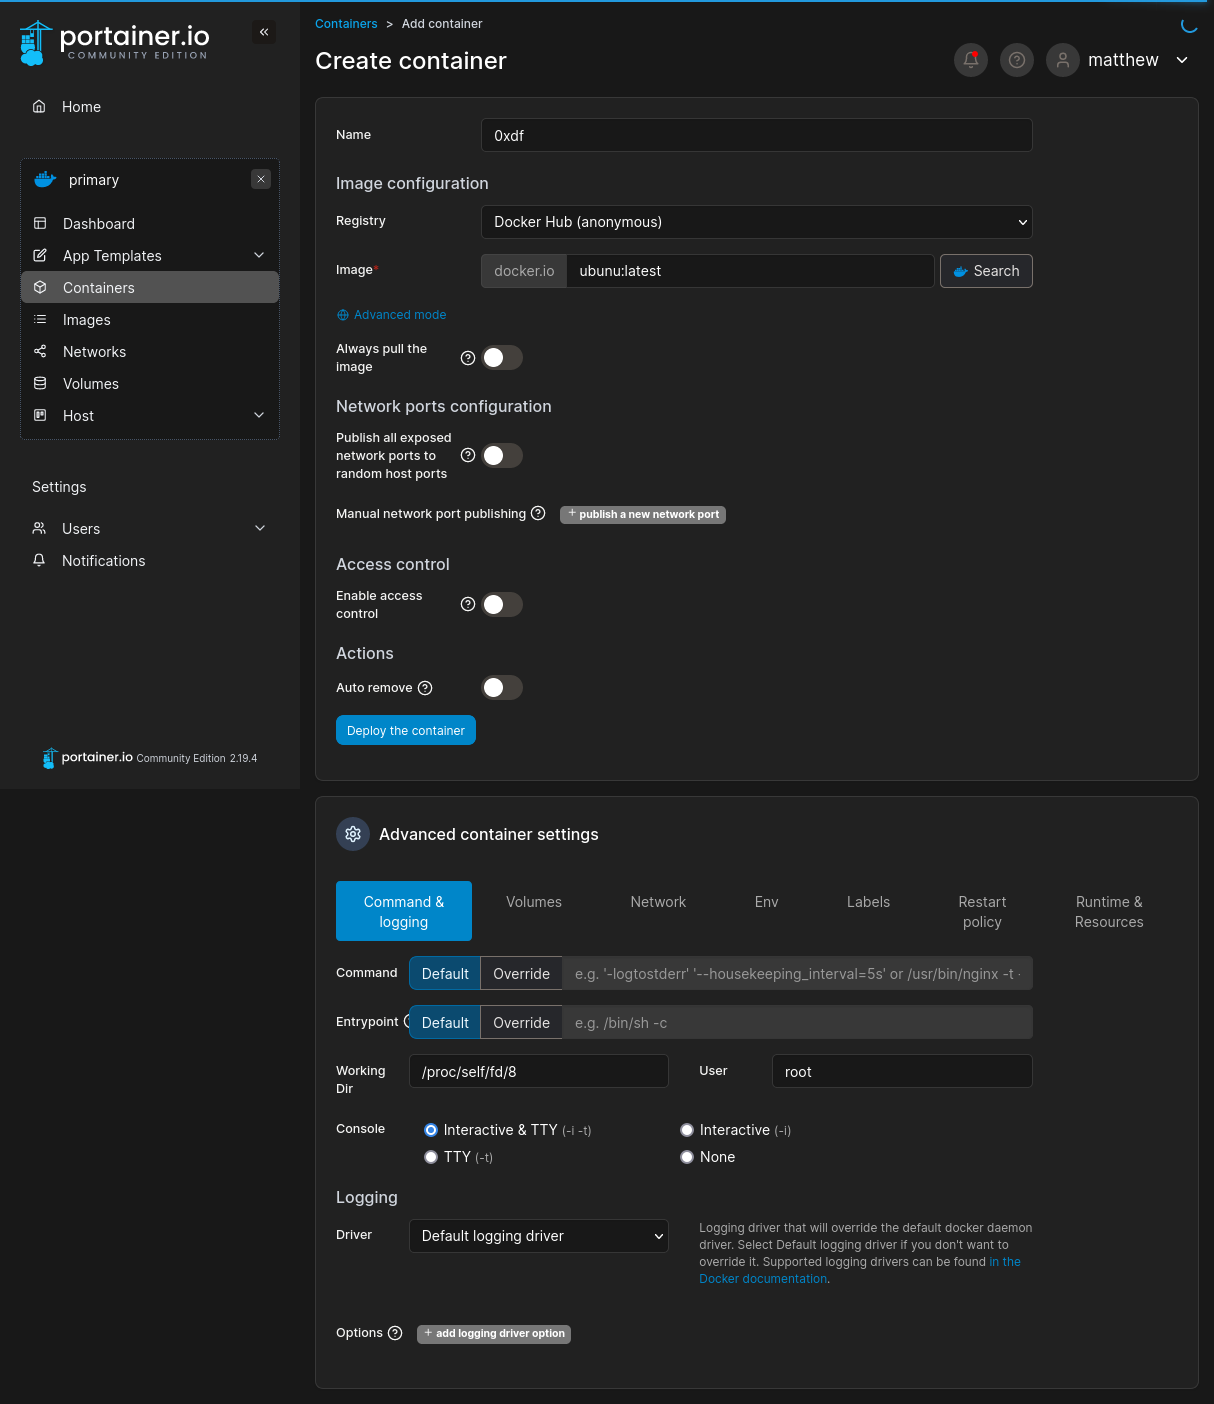 portainer.io
COMMUNITY EDITION
Home
primary
Dashboard
App Templates
Containers
Images
Networks
Volumes
Host
Settings
Users
Notifications
portainer.io Community Edition 2.19.4
Containers > Add container
Create container
matthew
Name
0xdf
Image configuration
Registry
Docker Hub (anonymous)
Image*
docker.io
ubunu:latest
Search
Advanced mode
Always pull the
image
Network ports configuration
Publish all exposed
network ports to
random host ports
Manual network port publishing
+ publish a new network port
Access control
Enable access
control
Actions
Auto remove
Deploy the container
Advanced container settings
Command &
logging
Volumes
Network
Env
Labels
Restart
policy
Runtime &
Resources
Command
Default
Override
e.g. '-logtostderr' '--housekeeping_interval=5s' or /usr/bin/nginx -t -
Entrypoint
Default
Override
e.g. /bin/sh -c
Working
Dir
/proc/self/fd/8
User
root
Console
Interactive & TTY (-i -t)
Interactive (-i)
TTY (-t)
None
Logging
Driver
Default logging driver
Logging driver that will override the default docker daemon
driver. Select Default logging driver if you don't want to
override it. Supported logging drivers can be found in the
Docker documentation.
Options
+ add logging driver option